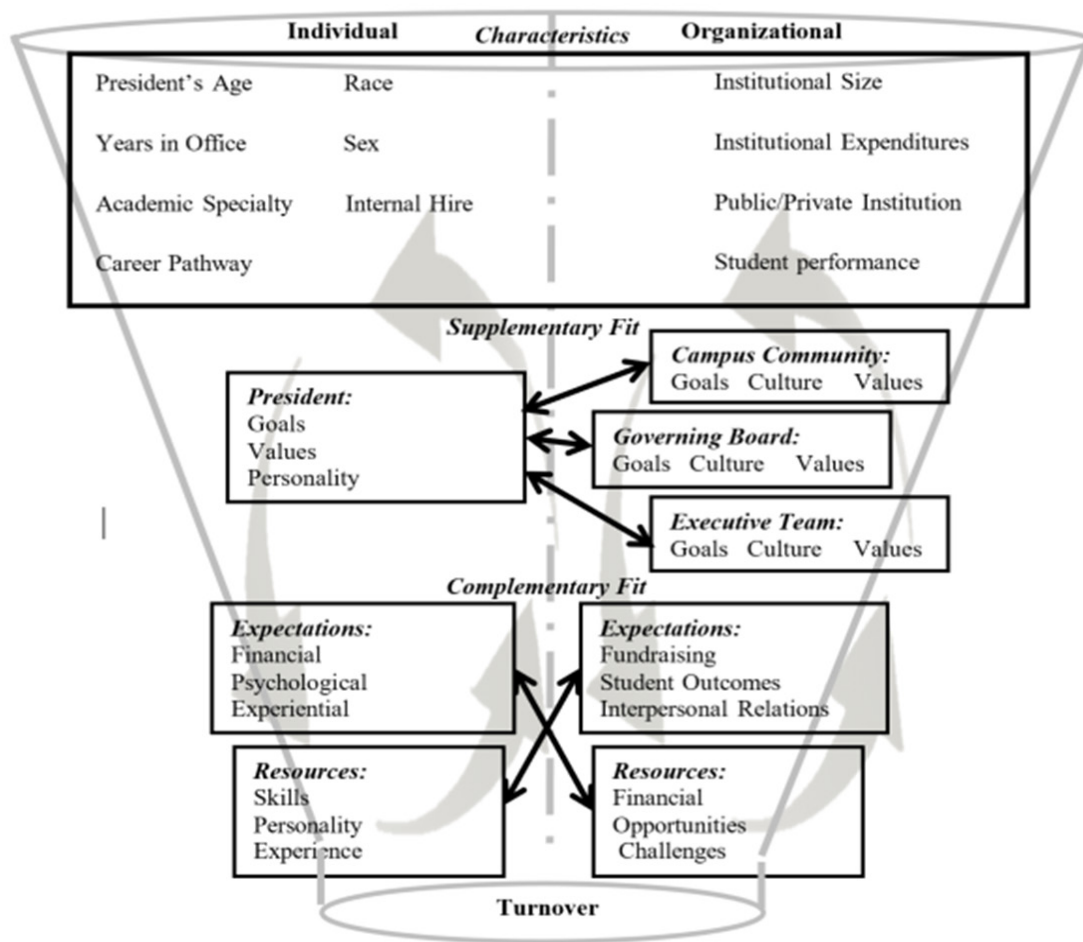 Individual Characteristics Organizational
President's Age Race Institutional Size
Years in Office Sex Institutional Expenditures
Academic Specialty Internal Hire Public/Private Institution
Career Pathway Student performance
Supplementary Fit
President:
Goals
Values
Personality
Campus Community:
Goals Culture Values
Governing Board:
Goals Culture Values
Executive Team:
Goals Culture Values
Complementary Fit
Expectations:
Financial
Psychological
Experiential
Expectations:
Fundraising
Student Outcomes
Interpersonal Relations
Resources:
Skills
Personality
Experience
Resources:
Financial
Opportunities
Challenges
Turnover